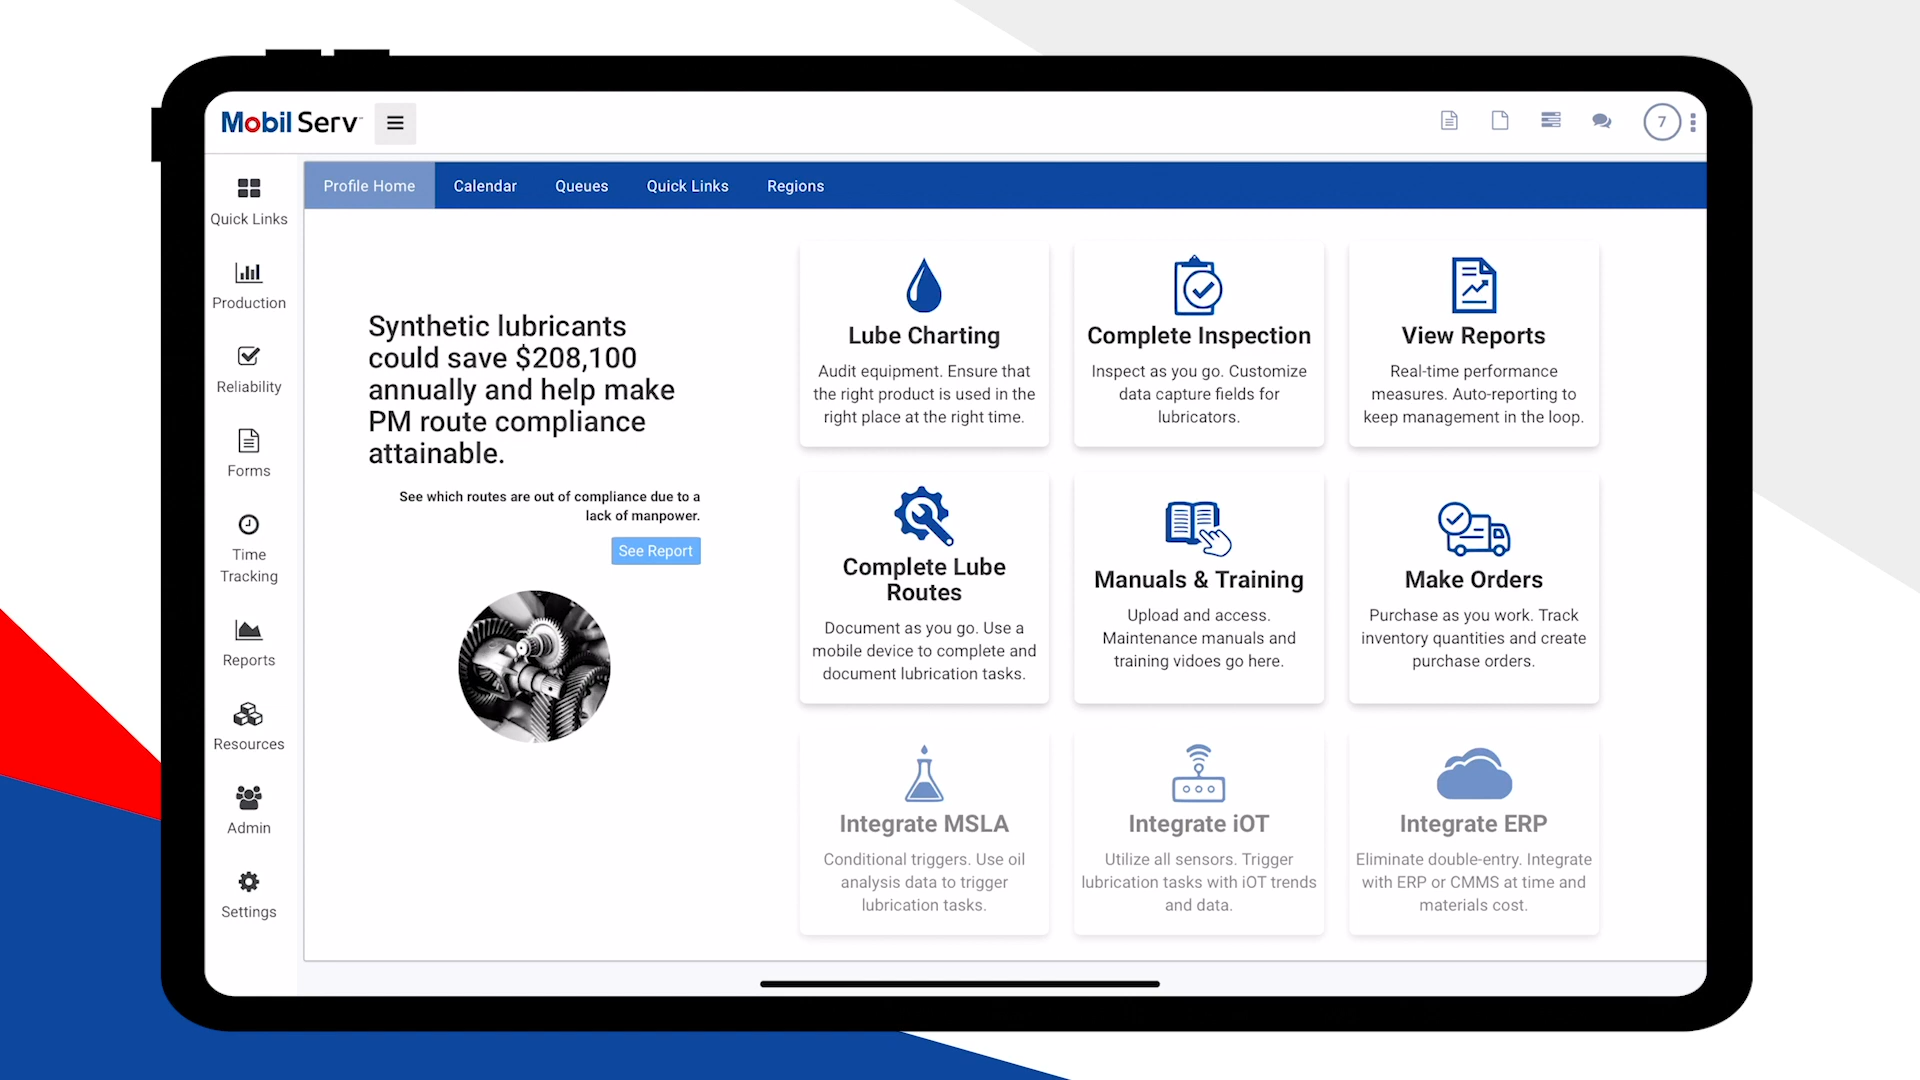 Mobil Serv™
7
Profile Home
Calendar
Queues
Quick Links
Regions
Quick Links
Production
Reliability
Forms
Time
Tracking
Reports
Resources
Admin
Settings
Synthetic lubricants
could save $208,100
annually and help make
PM route compliance
attainable.
See which routes are out of compliance due to a
lack of manpower.
See Report
Lube Charting
Audit equipment. Ensure that
the right product is used in the
right place at the right time.
Complete Inspection
Inspect as you go. Customize
data capture fields for
lubricators.
View Reports
Real-time performance
measures. Auto-reporting to
keep management in the loop.
Complete Lube
Routes
Document as you go. Use a
mobile device to complete and
document lubrication tasks.
Manuals & Training
Upload and access.
Maintenance manuals and
training vidoes go here.
Make Orders
Purchase as you work. Track
inventory quantities and create
purchase orders.
Integrate MSLA
Conditional triggers. Use oil
analysis data to trigger
lubrication tasks.
Integrate iOT
Utilize all sensors. Trigger
lubrication tasks with iOT trends
and data.
Integrate ERP
Eliminate double-entry. Integrate
with ERP or CMMS at time and
materials cost.